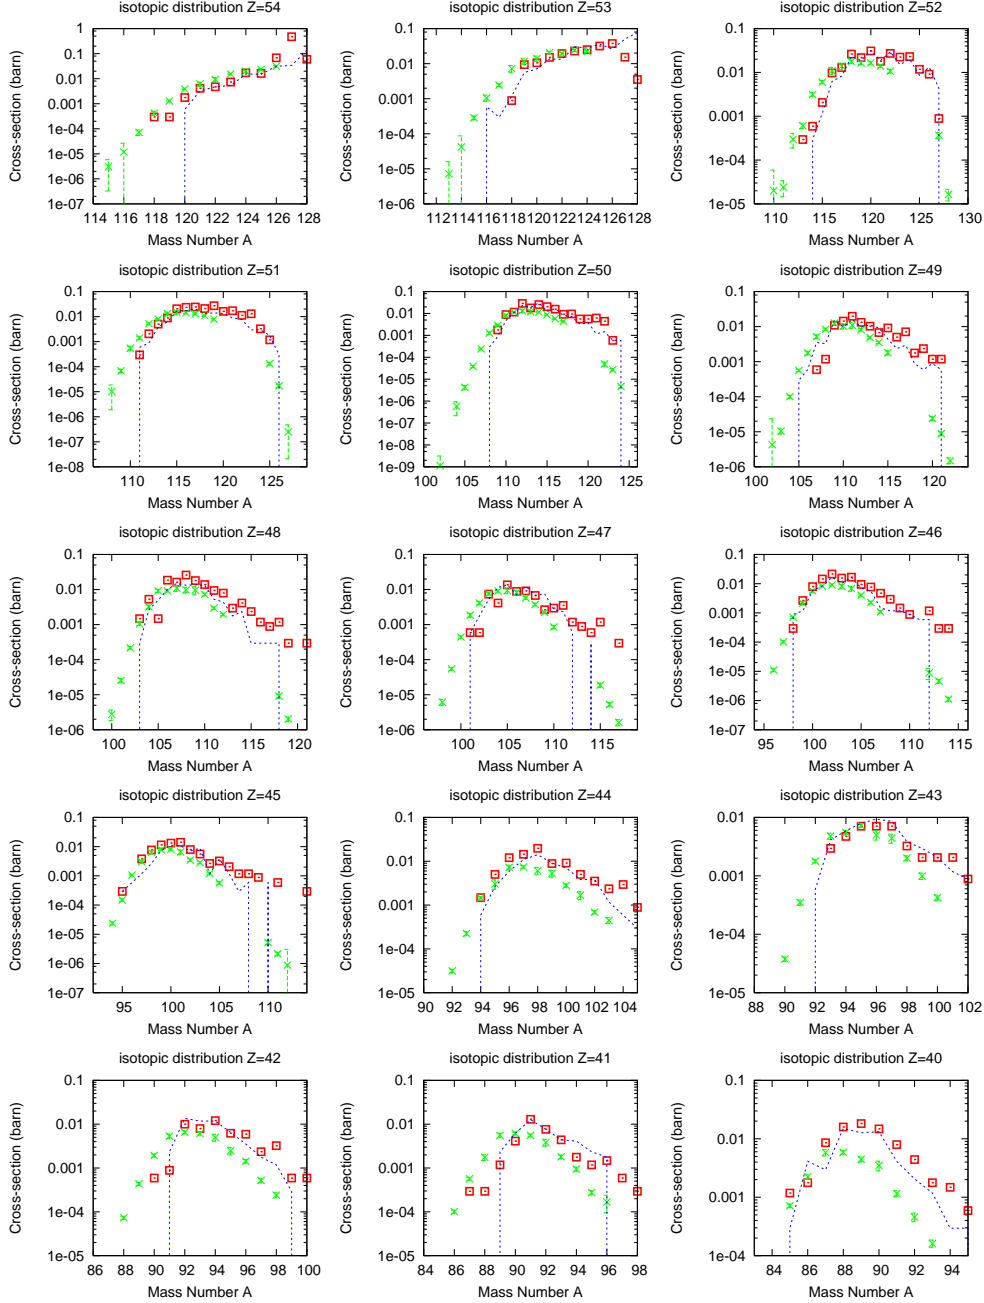 isotopic distribution Z=54
Cross-section (barn)
1
0.1
0.01
0.001
1e-04
1e-05
1e-06
1e-07
114 116 118 120 122 124 126 128
Mass Number A
isotopic distribution Z=53
Cross-section (barn)
0.1
0.01
0.001
1e-04
1e-05
1e-06
112 114 116 118 120 122 124 126 128
Mass Number A
isotopic distribution Z=52
Cross-section (barn)
0.1
0.01
0.001
1e-04
1e-05
110 115 120 125 130
Mass Number A
isotopic distribution Z=51
Cross-section (barn)
0.1
0.01
0.001
1e-04
1e-05
1e-06
1e-07
1e-08
110 115 120 125
Mass Number A
isotopic distribution Z=50
Cross-section (barn)
0.1
0.01
0.001
1e-04
1e-05
1e-06
1e-07
1e-08
1e-09
100 105 110 115 120 125
Mass Number A
isotopic distribution Z=49
Cross-section (barn)
0.1
0.01
0.001
1e-04
1e-05
1e-06
100 105 110 115 120
Mass Number A
isotopic distribution Z=48
Cross-section (barn)
0.1
0.01
0.001
1e-04
1e-05
1e-06
100 105 110 115 120
Mass Number A
isotopic distribution Z=47
Cross-section (barn)
0.1
0.01
0.001
1e-04
1e-05
1e-06
100 105 110 115
Mass Number A
isotopic distribution Z=46
Cross-section (barn)
0.1
0.01
0.001
1e-04
1e-05
1e-06
1e-07
95 100 105 110 115
Mass Number A
isotopic distribution Z=45
Cross-section (barn)
0.1
0.01
0.001
1e-04
1e-05
1e-06
1e-07
95 100 105 110
Mass Number A
isotopic distribution Z=44
Cross-section (barn)
0.1
0.01
0.001
1e-04
1e-05
90 92 94 96 98 100 102 104
Mass Number A
isotopic distribution Z=43
Cross-section (barn)
0.01
0.001
1e-04
1e-05
88 90 92 94 96 98 100 102
Mass Number A
isotopic distribution Z=42
Cross-section (barn)
0.1
0.01
0.001
1e-04
1e-05
86 88 90 92 94 96 98 100
Mass Number A
isotopic distribution Z=41
Cross-section (barn)
0.1
0.01
0.001
1e-04
1e-05
84 86 88 90 92 94 96 98
Mass Number A
isotopic distribution Z=40
Cross-section (barn)
0.1
0.01
0.001
1e-04
84 86 88 90 92 94
Mass Number A